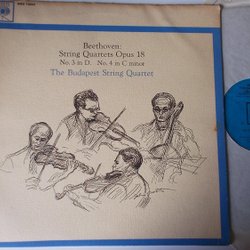 Beethoven:
String Quartets Opus 18
No. 3 in D. No. 4 in C minor
The Budapest String Quartet